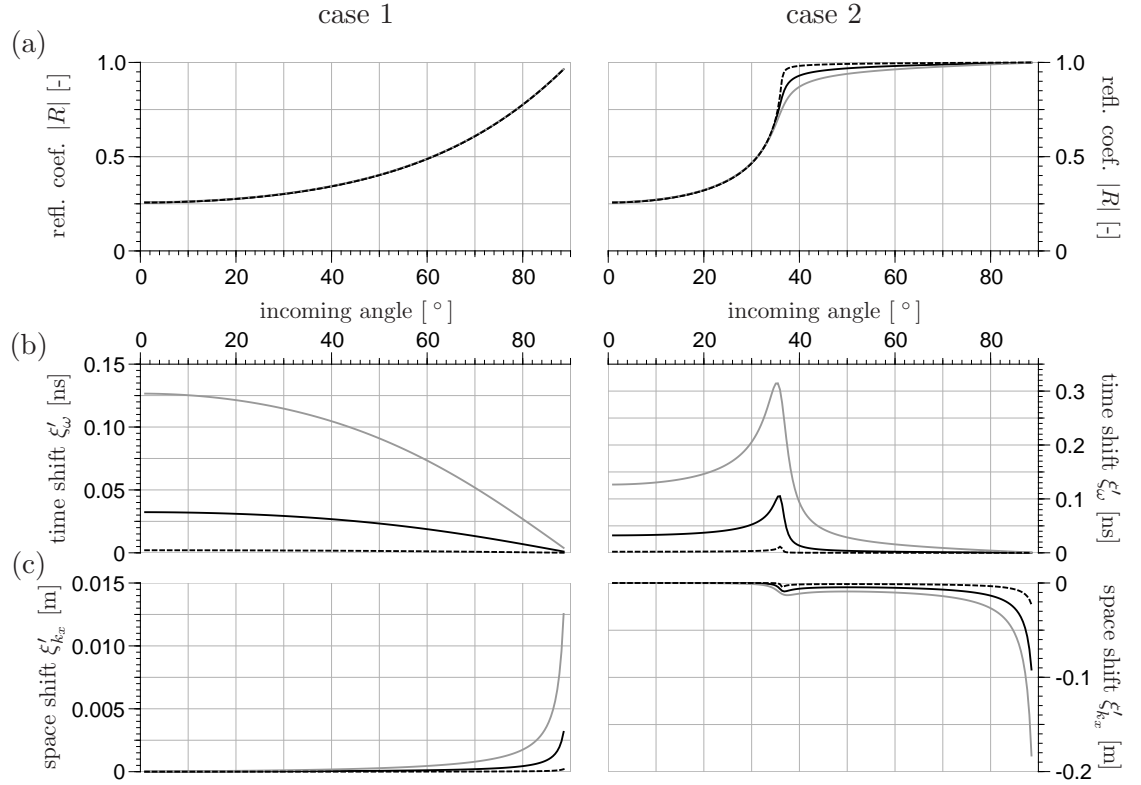 case 1
case 2
(a)
refl. coef. |R| [-]
1.0
0.5
0
0 20 40 60 80
incoming angle [ ° ]
0 20 40 60 80
incoming angle [ ° ]
1.0
0.5
0
refl. coef. |R| [-]
(b)
0 20 40 60 80
0 20 40 60 80
time shift ξ′ω [ns]
0.15
0.10
0.05
0
0.3
0.2
0.1
0
time shift ξ′ω [ns]
(c)
space shift ξ′kx [m]
0.015
0.010
0.005
0
0
-0.1
-0.2
space shift ξ′kx [m]